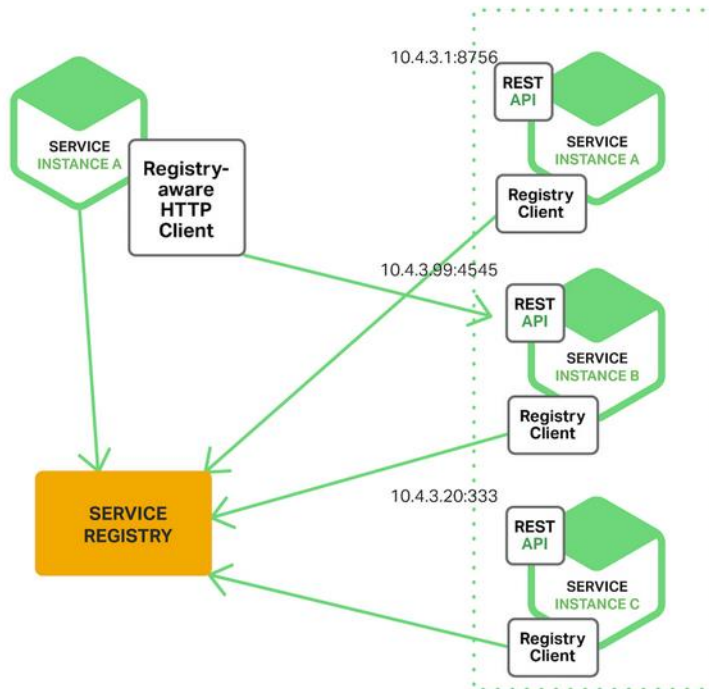 10.4.3.1:8756
REST
API
SERVICE
INSTANCE A
Registry-
aware
HTTP
Client
SERVICE
INSTANCE A
Registry
Client
10.4.3.99:4545
REST
API
SERVICE
INSTANCE B
Registry
Client
10.4.3.20:333
SERVICE
REGISTRY
REST
API
SERVICE
INSTANCE C
Registry
Client